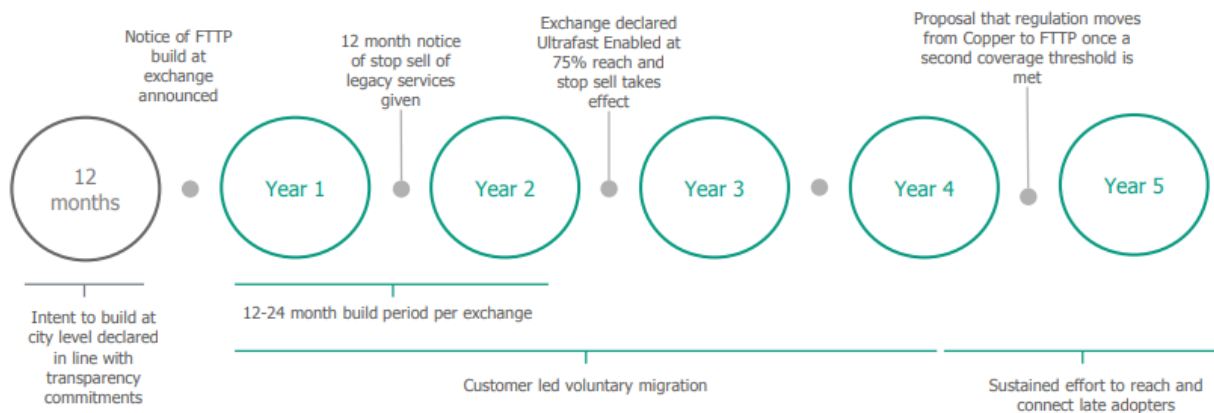 Notice of FTTP
build at
exchange
announced
12 month notice
of stop sell of
legacy services
given
Exchange declared
Ultrafast Enabled at
75% reach and
stop sell takes
effect
Proposal that regulation moves
from Copper to FTTP once a
second coverage threshold is
met
12
months
Year 1
Year 2
Year 3
Year 4
Year 5
Intent to build at
city level declared
in line with
transparency
commitments
12-24 month build period per exchange
Customer led voluntary migration
Sustained effort to reach and
connect late adopters